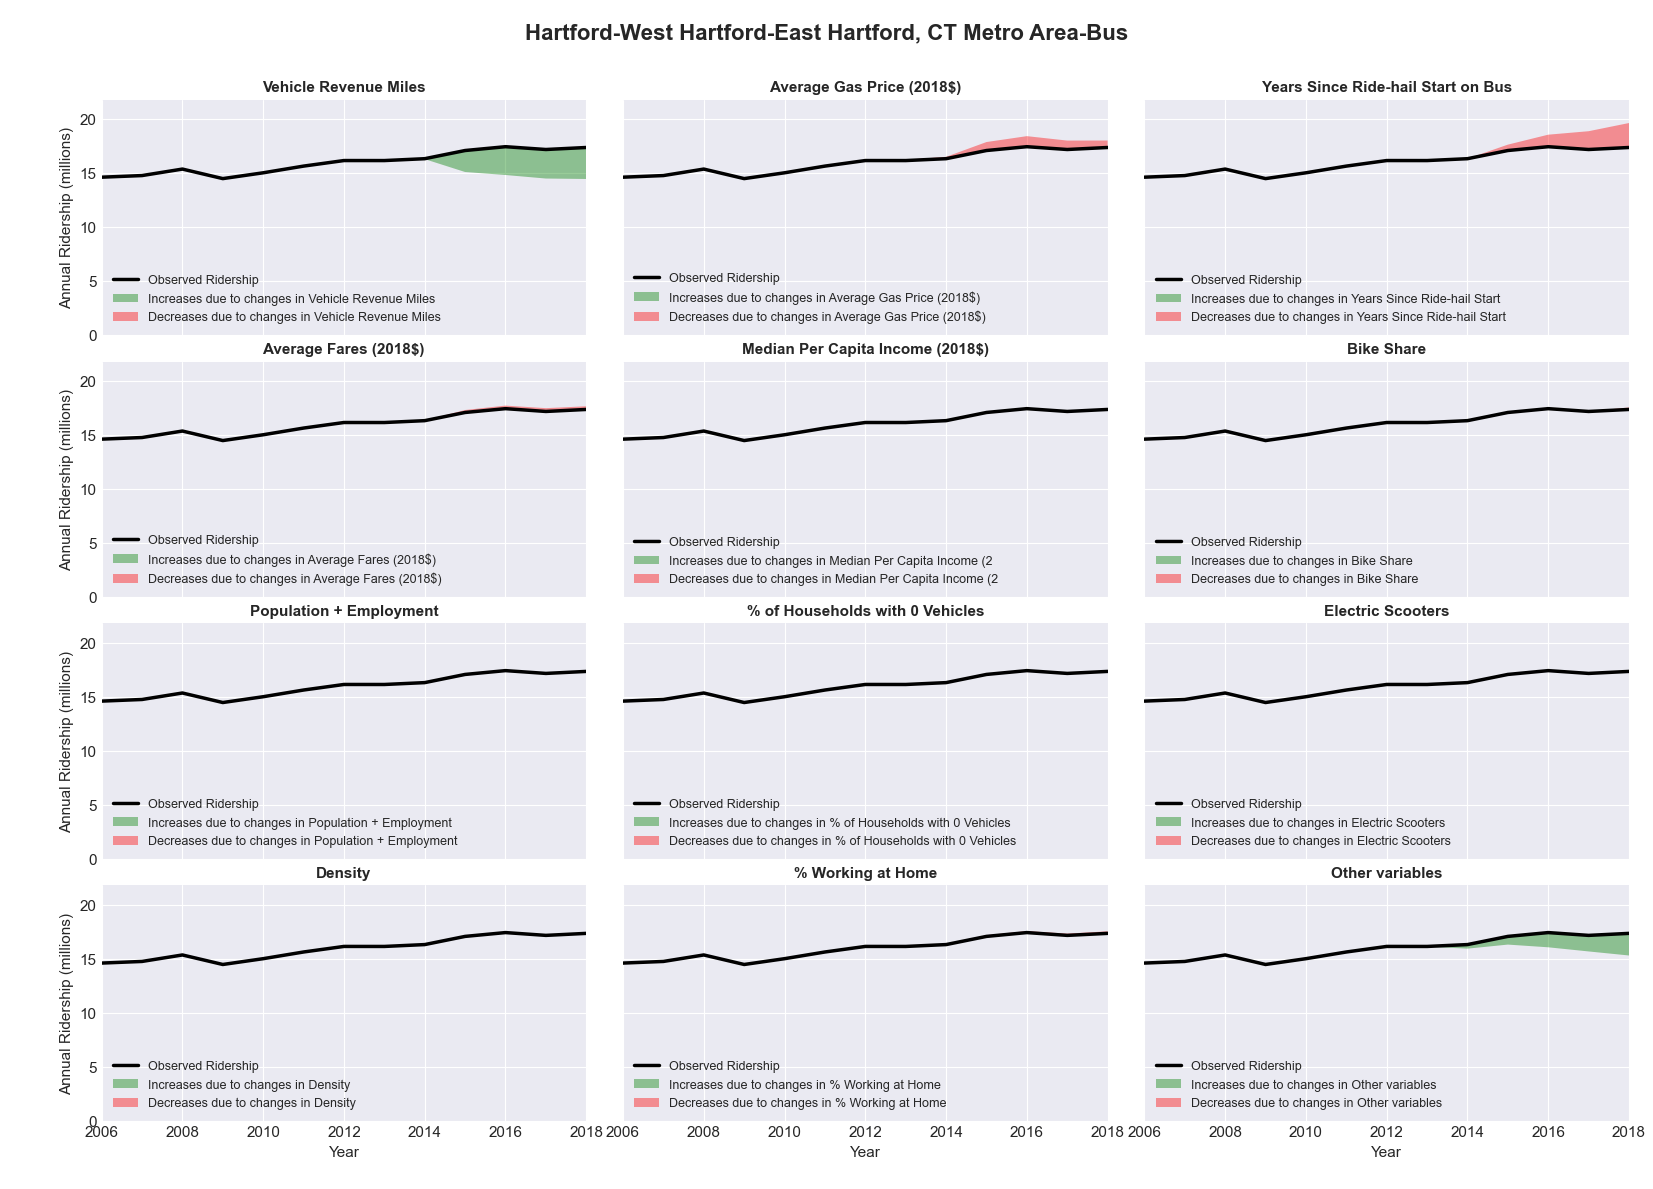 Hartford-West Hartford-East Hartford, CT Metro Area-Bus
Vehicle Revenue Miles
Average Gas Price (2018$)
Years Since Ride-hail Start on Bus
Annual Ridership (millions)
20
15
10
5
0
Observed Ridership
Increases due to changes in Vehicle Revenue Miles
Decreases due to changes in Vehicle Revenue Miles
Observed Ridership
Increases due to changes in Average Gas Price (2018$)
Decreases due to changes in Average Gas Price (2018$)
Observed Ridership
Increases due to changes in Years Since Ride-hail Start
Decreases due to changes in Years Since Ride-hail Start
Average Fares (2018$)
Median Per Capita Income (2018$)
Bike Share
Annual Ridership (millions)
20
15
10
5
0
Observed Ridership
Increases due to changes in Average Fares (2018$)
Decreases due to changes in Average Fares (2018$)
Observed Ridership
Increases due to changes in Median Per Capita Income (2
Decreases due to changes in Median Per Capita Income (2
Observed Ridership
Increases due to changes in Bike Share
Decreases due to changes in Bike Share
Population + Employment
% of Households with 0 Vehicles
Electric Scooters
Annual Ridership (millions)
20
15
10
5
0
Observed Ridership
Increases due to changes in Population + Employment
Decreases due to changes in Population + Employment
Observed Ridership
Increases due to changes in % of Households with 0 Vehicles
Decreases due to changes in % of Households with 0 Vehicles
Observed Ridership
Increases due to changes in Electric Scooters
Decreases due to changes in Electric Scooters
Density
% Working at Home
Other variables
Annual Ridership (millions)
20
15
10
5
0
Observed Ridership
Increases due to changes in Density
Decreases due to changes in Density
Observed Ridership
Increases due to changes in % Working at Home
Decreases due to changes in % Working at Home
Observed Ridership
Increases due to changes in Other variables
Decreases due to changes in Other variables
2006 2008 2010 2012 2014 2016 2018
2006 2008 2010 2012 2014 2016 2018
2006 2008 2010 2012 2014 2016 2018
Year
Year
Year